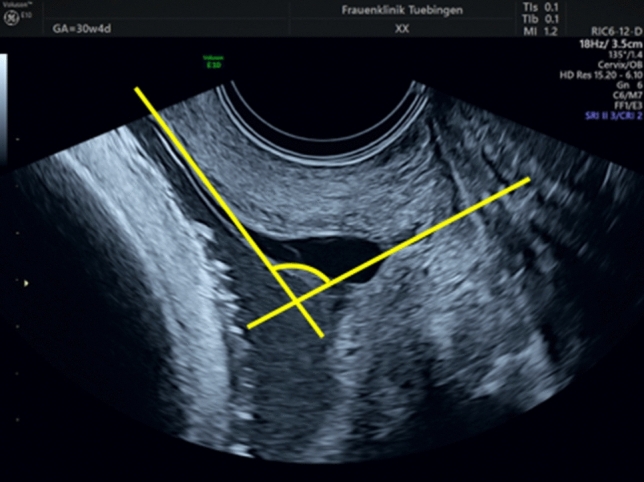 Voluson™
E10
GA=30w4d
Frauenklinik Tuebingen
XX
TIs 0.1
TIb 0.1
MI 1.2
RIC6-12-D
18Hz/ 3.5cm
135°/1.4
Cervix/OB
HD Res 15.20 - 6.10
Gn 6
C6/M7
FF1/E3
SRI II 3/CRI 2
Voluson
E10